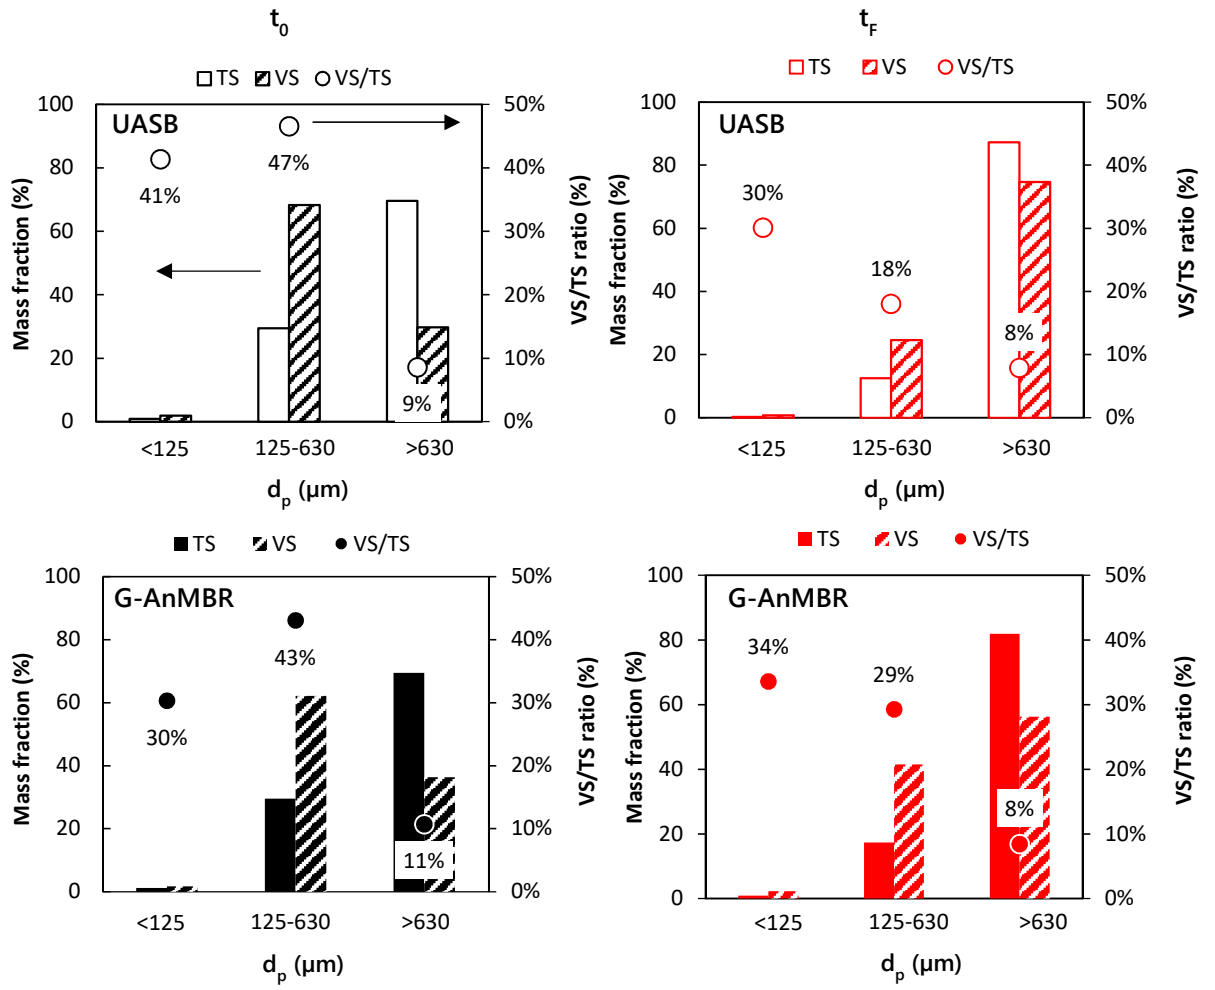 t0
tF
TS VS VS/TS
TS VS VS/TS
100
80
60
40
20
0
Mass fraction (%)
UASB
41%
47%
9%
50%
40%
30%
20%
10%
0%
VS/TS ratio (%)
<125 125-630 >630
dp (µm)
100
80
60
40
20
0
Mass fraction (%)
UASB
30%
18%
8%
50%
40%
30%
20%
10%
0%
VS/TS ratio (%)
<125 125-630 >630
dp (µm)
TS VS VS/TS
TS VS VS/TS
100
80
60
40
20
0
Mass fraction (%)
G-AnMBR
30%
43%
11%
50%
40%
30%
20%
10%
0%
VS/TS ratio (%)
<125 125-630 >630
dp (µm)
100
80
60
40
20
0
Mass fraction (%)
G-AnMBR
34%
29%
8%
50%
40%
30%
20%
10%
0%
VS/TS ratio (%)
<125 125-630 >630
dp (µm)